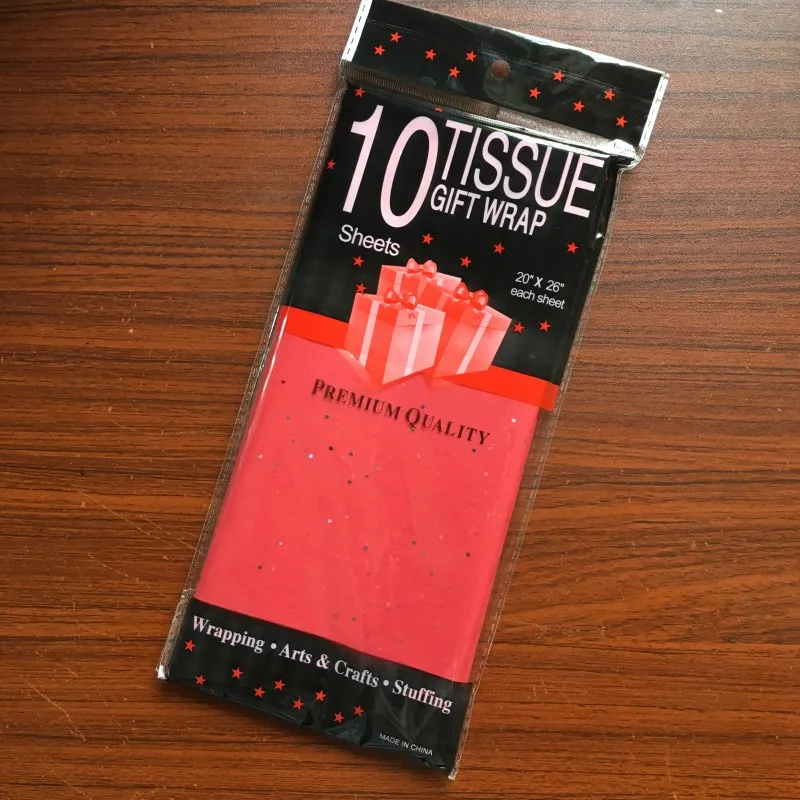 10 TISSUE
GIFT WRAP
Sheets
20" X 26"
each sheet
PREMIUM QUALITY
Wrapping • Arts & Crafts • Stuffing
MADE IN CHINA